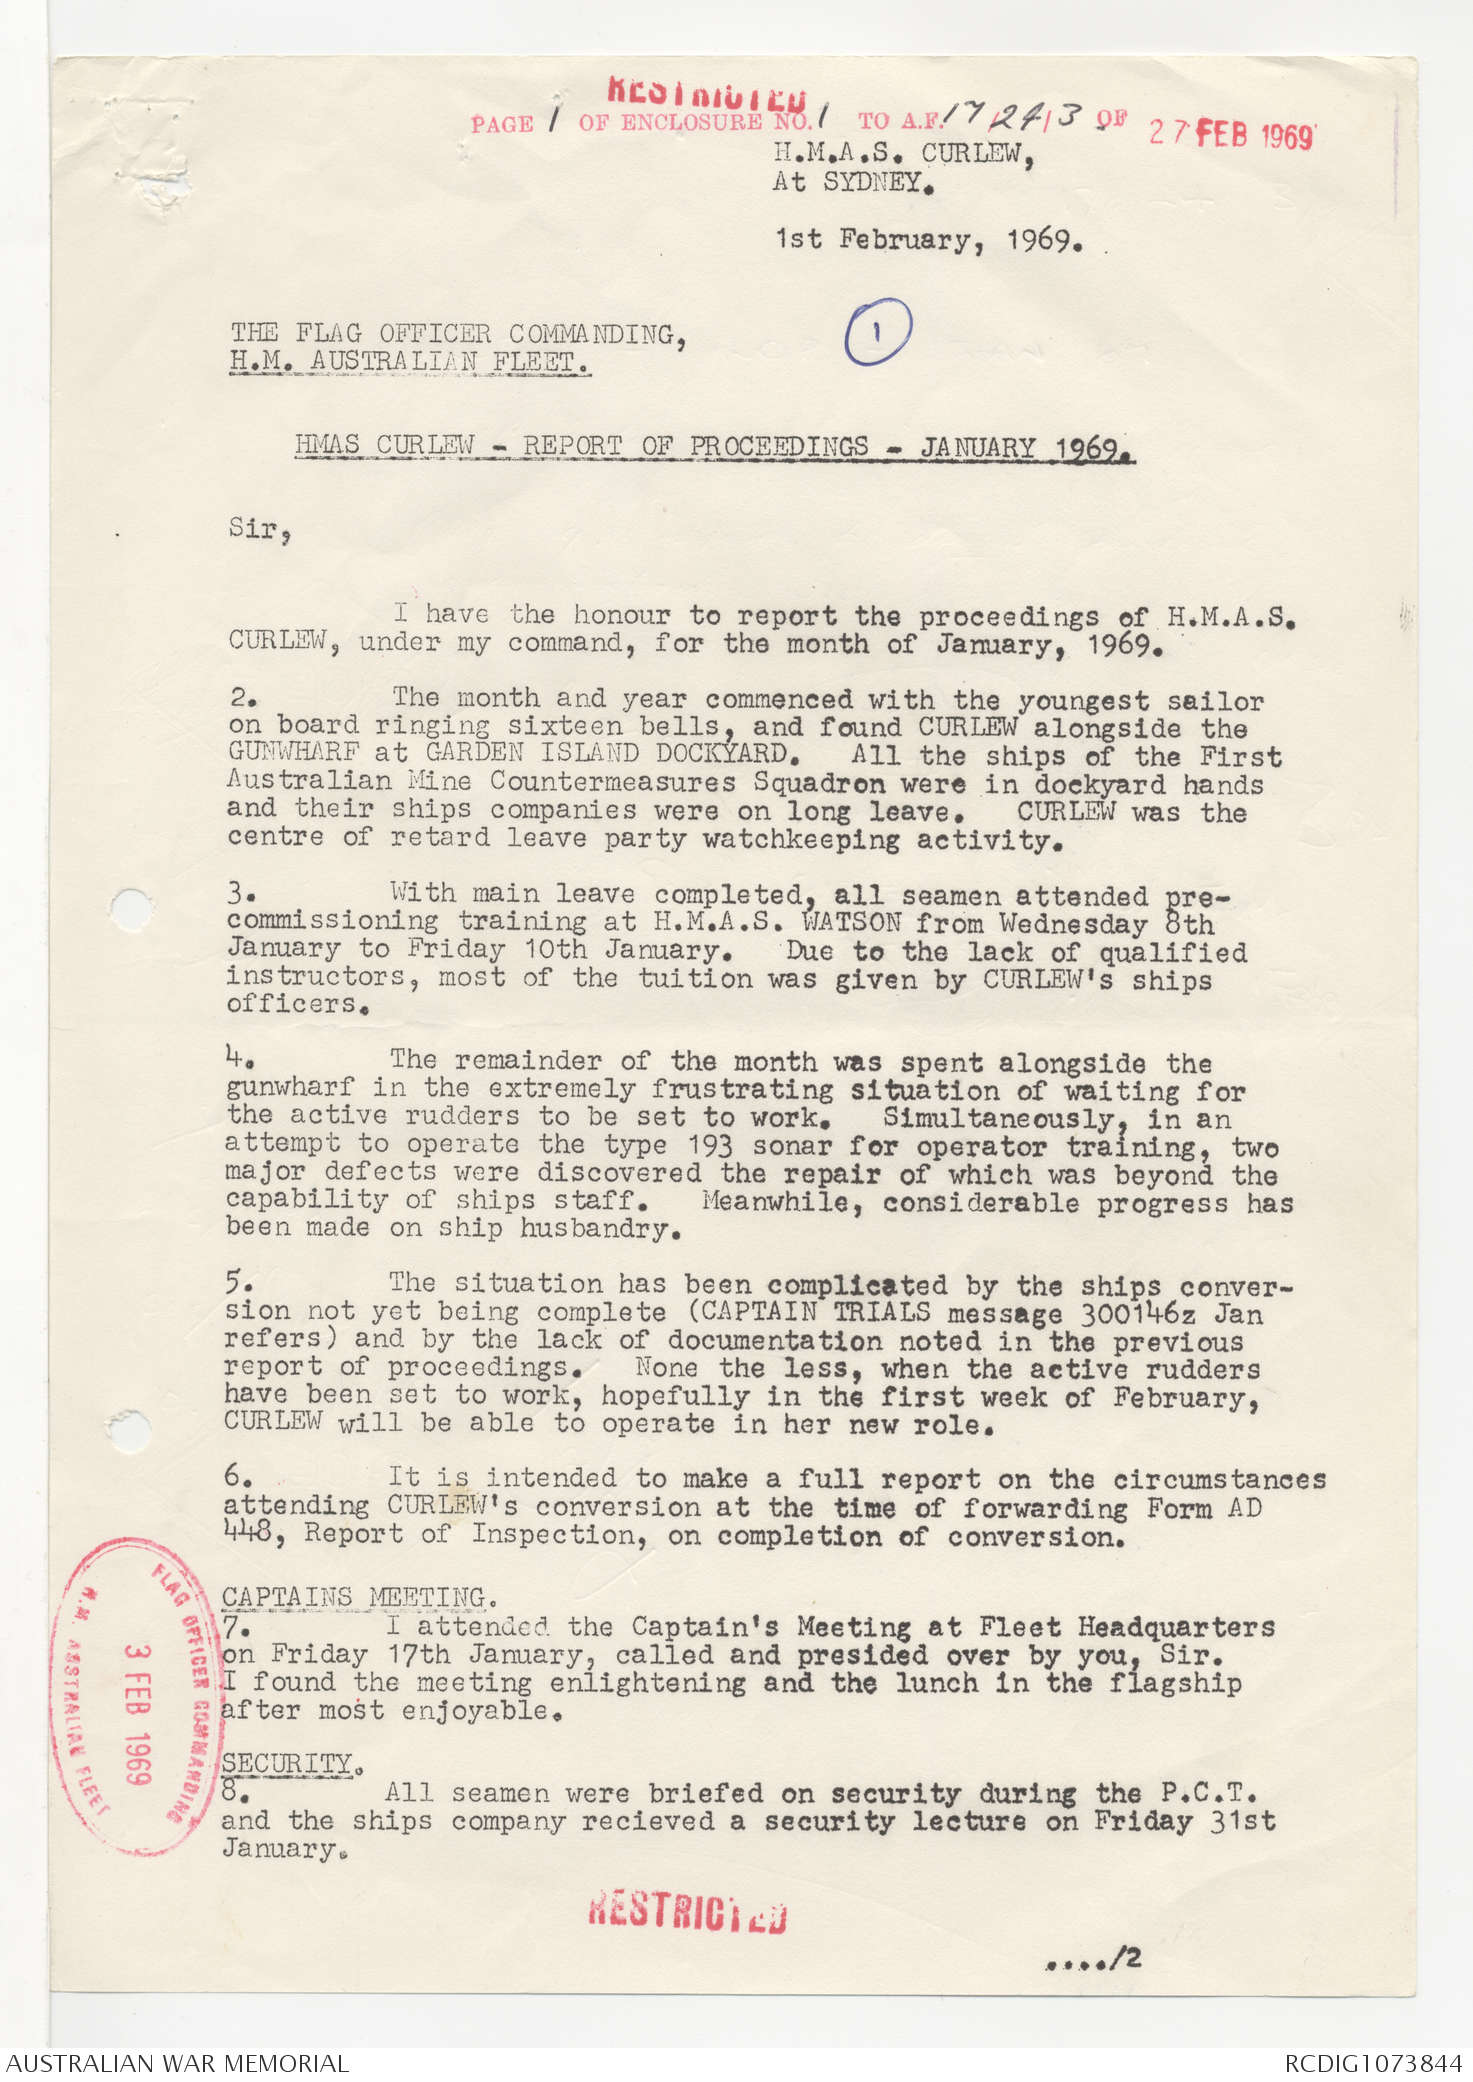 RESTRICTED
PAGE 1 OF ENCLOSURE NO. 1 TO A.F. 17/24/3 OF 27 FEB 1969
H.M.A.S. CURLEW,
At SYDNEY.
1st February, 1969.
1
THE FLAG OFFICER COMMANDING,
H.M. AUSTRALIAN FLEET.
HMAS CURLEW - REPORT OF PROCEEDINGS - JANUARY 1969.
Sir,
I have the honour to report the proceedings of H.M.A.S.
CURLEW, under my command, for the month of January, 1969.
2. The month and year commenced with the youngest sailor
on board ringing sixteen bells, and found CURLEW alongside the
GUNWHARF at GARDEN ISLAND DOCKYARD. All the ships of the First
Australian Mine Countermeasures Squadron were in dockyard hands
and their ships companies were on long leave. CURLEW was the
centre of retard leave party watchkeeping activity.
3. With main leave completed, all seamen attended pre-
commissioning training at H.M.A.S. WATSON from Wednesday 8th
January to Friday 10th January. Due to the lack of qualified
instructors, most of the tuition was given by CURLEW's ships
officers.
4. The remainder of the month was spent alongside the
gunwharf in the extremely frustrating situation of waiting for
the active rudders to be set to work. Simultaneously, in an
attempt to operate the type 193 sonar for operator training, two
major defects were discovered the repair of which was beyond the
capability of ships staff. Meanwhile, considerable progress has
been made on ship husbandry.
5. The situation has been complicated by the ships conver-
sion not yet being complete (CAPTAIN TRIALS message 300146z Jan
refers) and by the lack of documentation noted in the previous
report of proceedings. None the less, when the active rudders
have been set to work, hopefully in the first week of February,
CURLEW will be able to operate in her new role.
6. It is intended to make a full report on the circumstances
attending CURLEW's conversion at the time of forwarding Form AD
448, Report of Inspection, on completion of conversion.
CAPTAINS MEETING.
7. I attended the Captain's Meeting at Fleet Headquarters
on Friday 17th January, called and presided over by you, Sir.
I found the meeting enlightening and the lunch in the flagship
after most enjoyable.
SECURITY.
8. All seamen were briefed on security during the P.C.T.
and the ships company recieved a security lecture on Friday 31st
January.
FLAG OFFICER COMMANDING
3 FEB 1969
H.M. AUSTRALIAN FLEET
RESTRICTED
..../2
AUSTRALIAN WAR MEMORIAL
RCDIG1073844